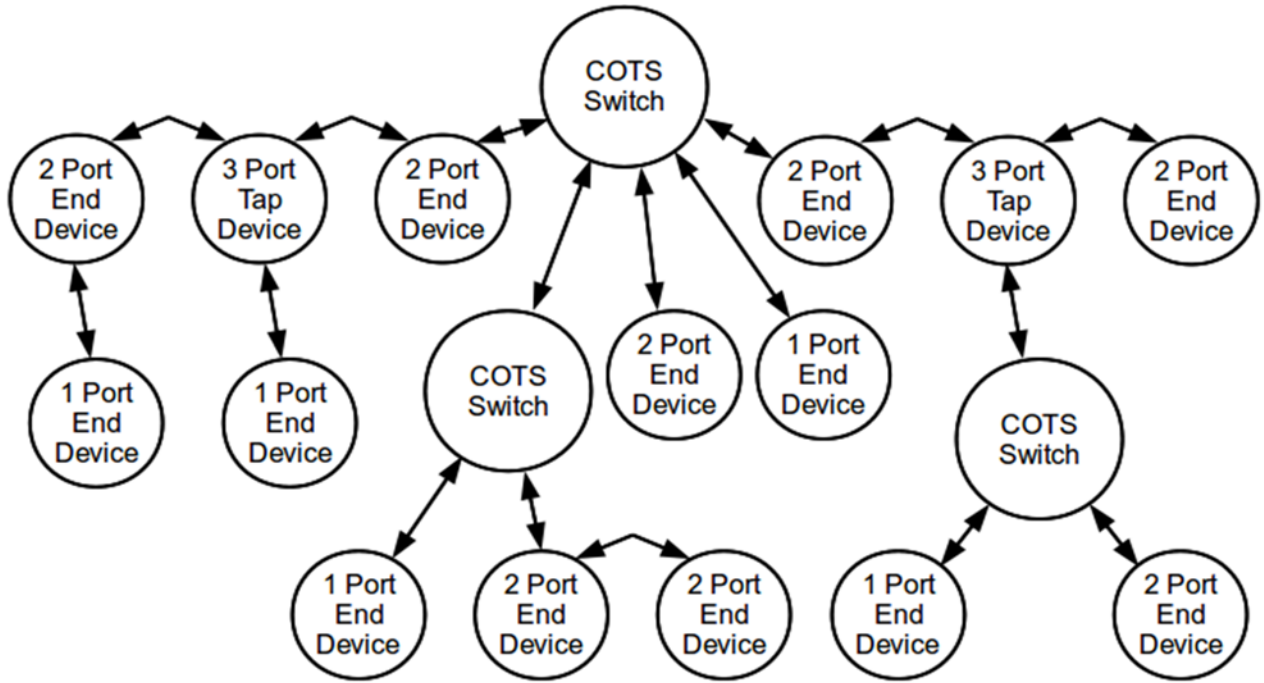 COTS
Switch
2 Port
End
Device
3 Port
Tap
Device
2 Port
End
Device
2 Port
End
Device
3 Port
Tap
Device
2 Port
End
Device
COTS
Switch
2 Port
End
Device
1 Port
End
Device
1 Port
End
Device
1 Port
End
Device
COTS
Switch
1 Port
End
Device
2 Port
End
Device
2 Port
End
Device
1 Port
End
Device
2 Port
End
Device